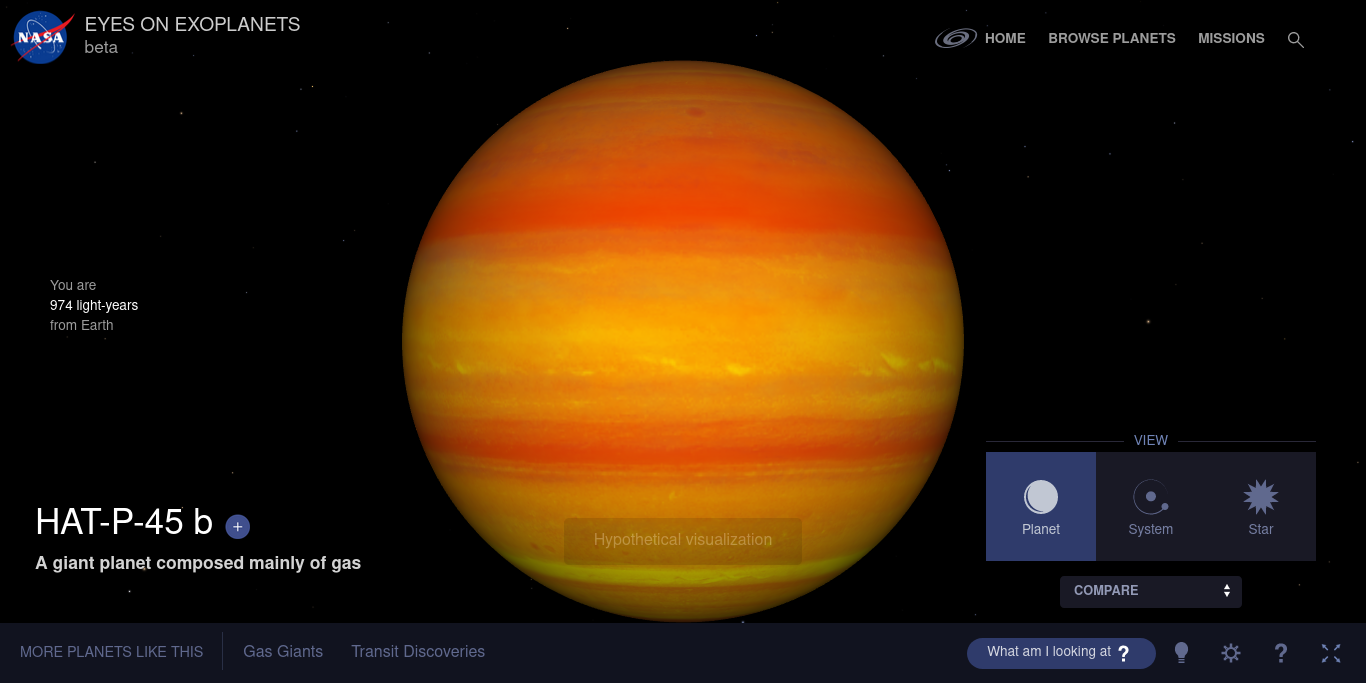 NASA
EYES ON EXOPLANETS
beta
HOME
BROWSE PLANETS
MISSIONS
You are
974 light-years
from Earth
VIEW
Planet
System
Star
HAT-P-45 b +
A giant planet composed mainly of gas
Hypothetical visualization
COMPARE
MORE PLANETS LIKE THIS
Gas Giants
Transit Discoveries
What am I looking at ?
?